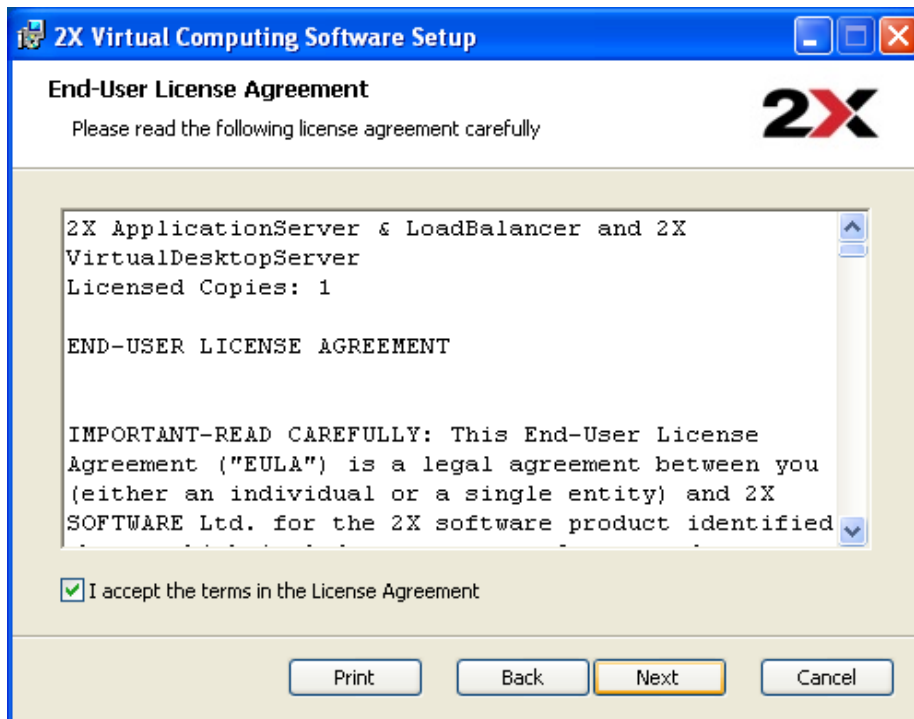 2X Virtual Computing Software Setup
End-User License Agreement
Please read the following license agreement carefully
2X
2X ApplicationServer & LoadBalancer and 2X
VirtualDesktopServer
Licensed Copies: 1
END-USER LICENSE AGREEMENT
IMPORTANT-READ CAREFULLY: This End-User License
Agreement ("EULA") is a legal agreement between you
(either an individual or a single entity) and 2X
SOFTWARE Ltd. for the 2X software product identified
I accept the terms in the License Agreement
Print Back Next Cancel